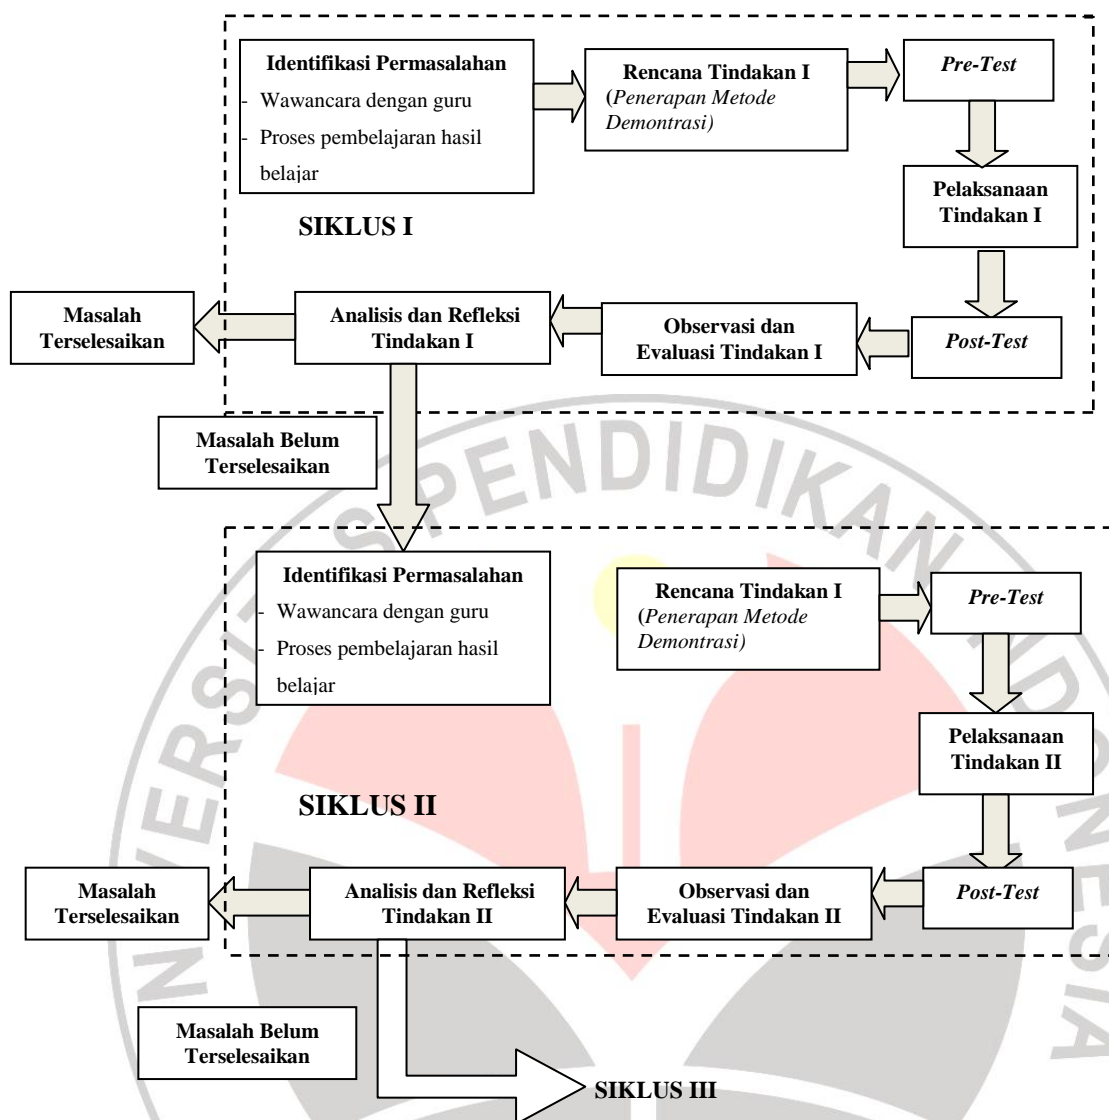 Identifikasi Permasalahan
- Wawancara dengan guru
- Proses pembelajaran hasil
belajar
Rencana Tindakan I
(Penerapan Metode
Demontrasi)
Pre-Test
Pelaksanaan
Tindakan I
SIKLUS I
Masalah
Terselesaikan
Analisis dan Refleksi
Tindakan I
Observasi dan
Evaluasi Tindakan I
Post-Test
Masalah Belum
Terselesaikan
Identifikasi Permasalahan
- Wawancara dengan guru
- Proses pembelajaran hasil
belajar
Rencana Tindakan I
(Penerapan Metode
Demontrasi)
Pre-Test
Pelaksanaan
Tindakan II
SIKLUS II
Masalah
Terselesaikan
Analisis dan Refleksi
Tindakan II
Observasi dan
Evaluasi Tindakan II
Post-Test
Masalah Belum
Terselesaikan
SIKLUS III